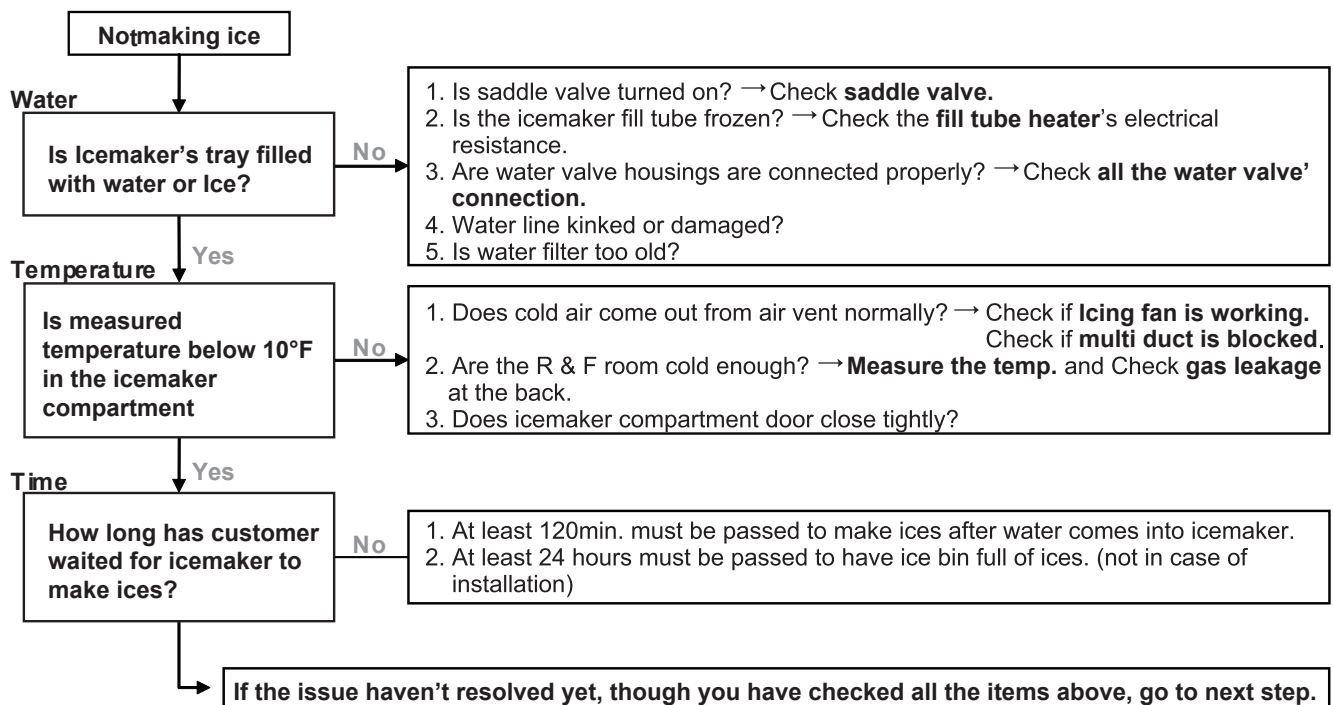 Notmaking ice
Water
Is Icemaker's tray filled
with water or Ice?
No
1. Is saddle valve turned on? → Check saddle valve.
2. Is the icemaker fill tube frozen? → Check the fill tube heater's electrical
resistance.
3. Are water valve housings are connected properly? → Check all the water valve'
connection.
4. Water line kinked or damaged?
5. Is water filter too old?
Yes
Temperature
Is measured
temperature below 10°F
in the icemaker
compartment
No
1. Does cold air come out from air vent normally? → Check if Icing fan is working.
Check if multi duct is blocked.
2. Are the R & F room cold enough? → Measure the temp. and Check gas leakage
at the back.
3. Does icemaker compartment door close tightly?
Yes
Time
How long has customer
waited for icemaker to
make ices?
No
1. At least 120min. must be passed to make ices after water comes into icemaker.
2. At least 24 hours must be passed to have ice bin full of ices. (not in case of
installation)
If the issue haven't resolved yet, though you have checked all the items above, go to next step.